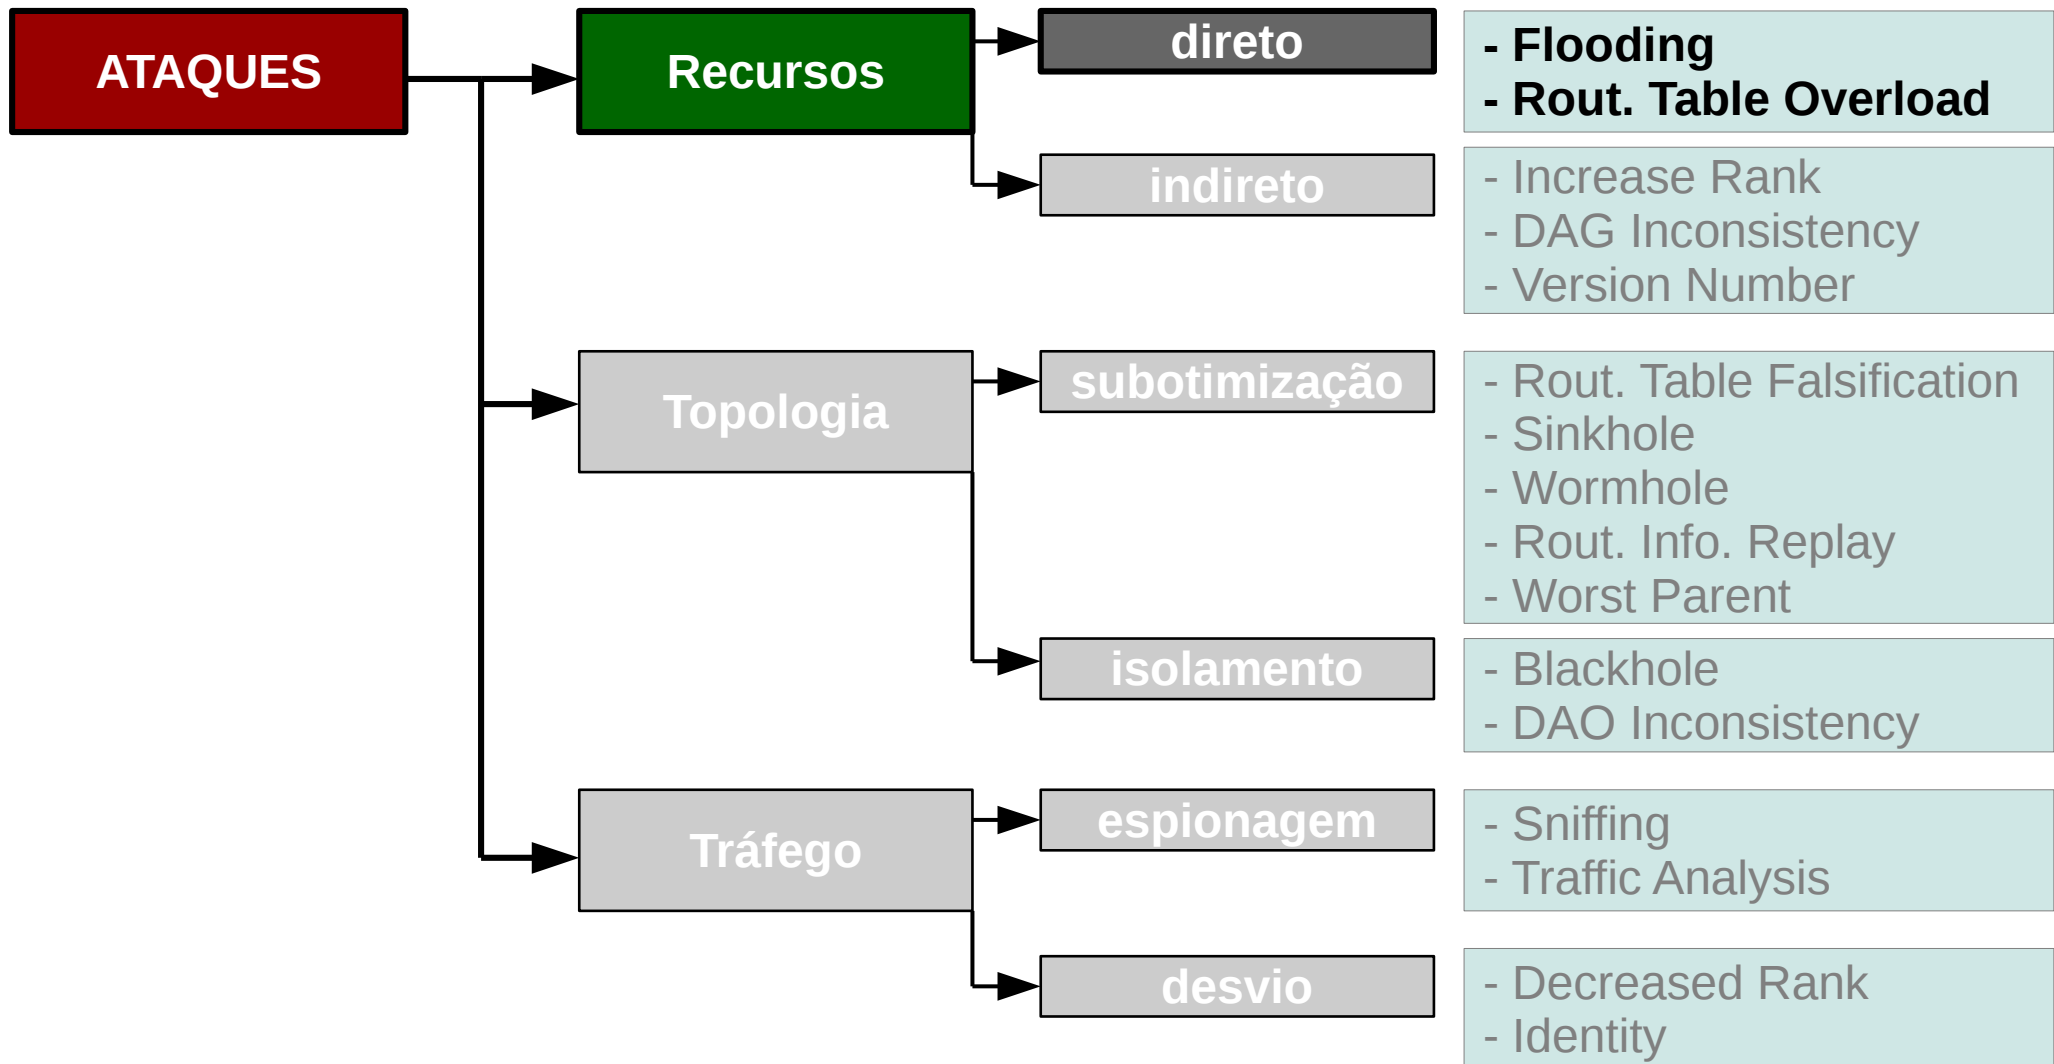 ATAQUES
Recursos
direto
- Flooding
- Rout. Table Overload
indireto
- Increase Rank
- DAG Inconsistency
- Version Number
Topologia
subotimização
- Rout. Table Falsification
- Sinkhole
- Wormhole
- Rout. Info. Replay
- Worst Parent
isolamento
- Blackhole
- DAO Inconsistency
Tráfego
espionagem
- Sniffing
- Traffic Analysis
desvio
- Decreased Rank
- Identity